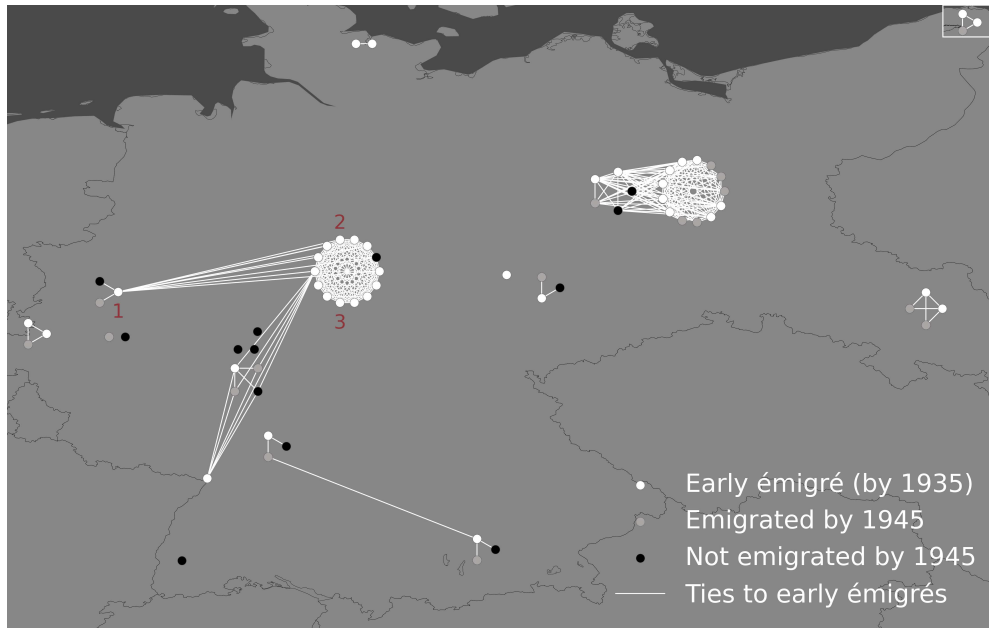 2
1
3
Early émigré (by 1935)
Emigrated by 1945
Not emigrated by 1945
Ties to early émigrés